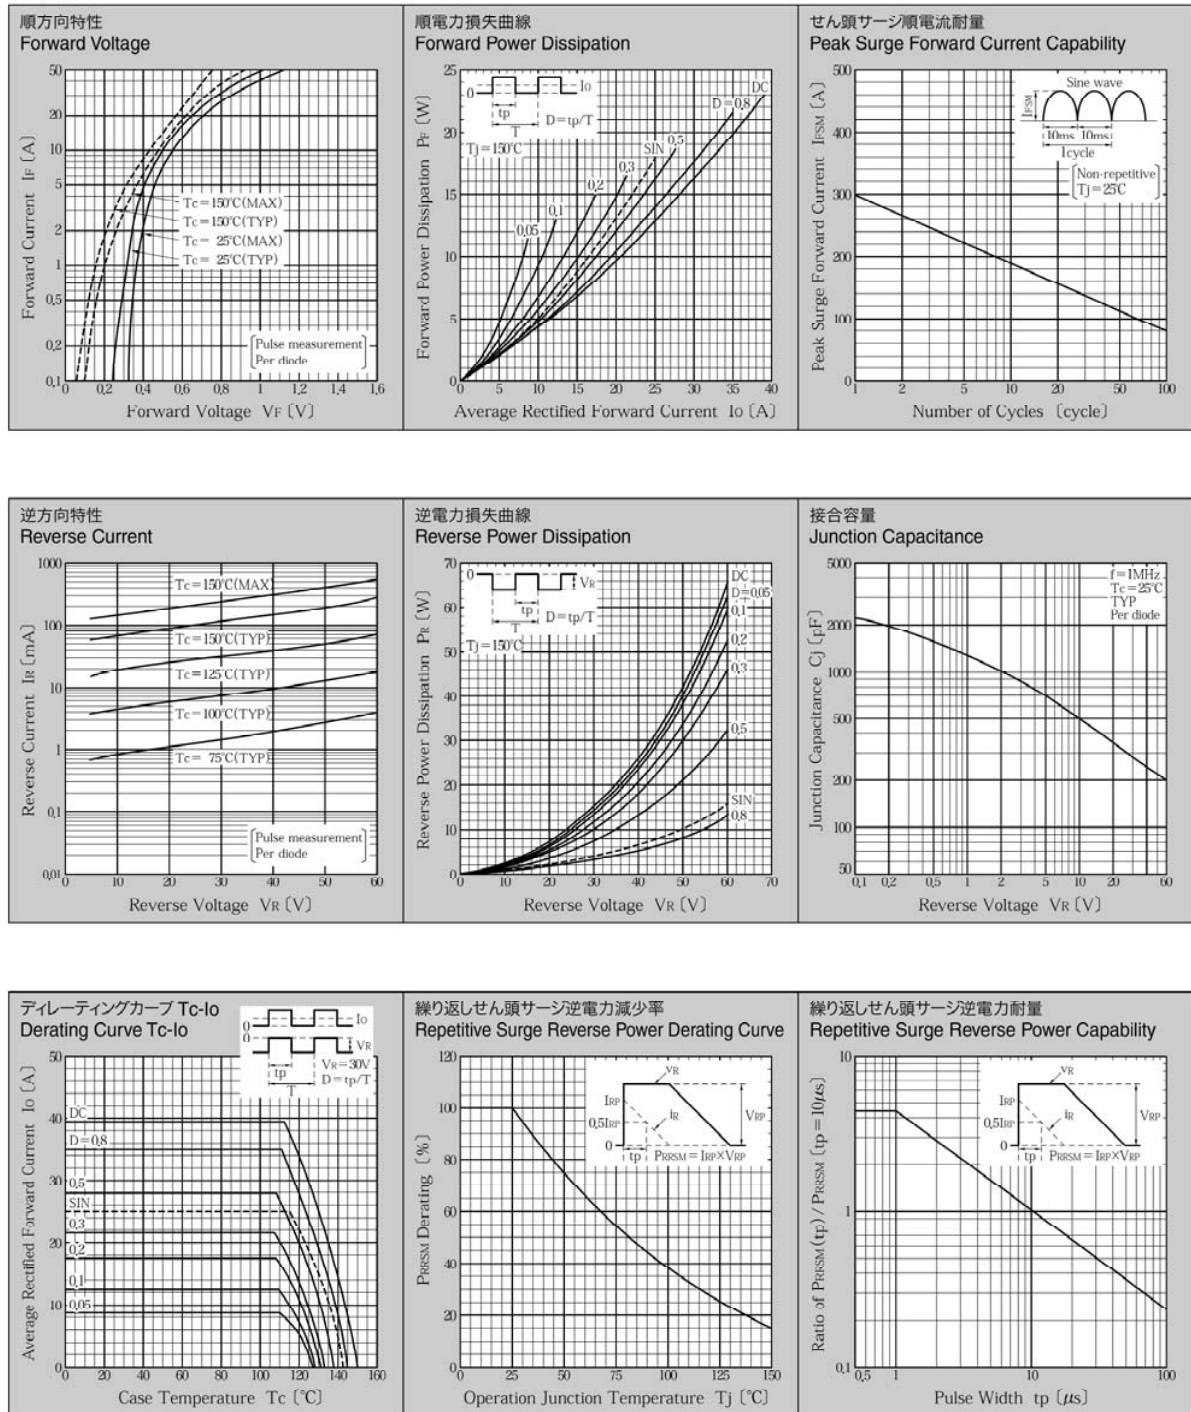 順方向特性
Forward Voltage
50
20
10
5
2
1
0.5
0.2
0.1
0
0.2
0.4
0.6
0.8
1
1.2
1.4
1.6
Forward Current IF [A]
Tc=150℃(MAX)
Tc=150℃(TYP)
Tc= 25℃(MAX)
Tc= 25℃(TYP)
Pulse measurement
Per diode
Forward Voltage VF [V]
順電力損失曲線
Forward Power Dissipation
25
20
15
10
5
0
0
5
10
15
20
25
30
35
40
Forward Power Dissipation PF [W]
0
Io
tp
T
D=tp/T
Tj=150℃
DC
D=0.8
0.5
SIN
0.3
0.2
0.1
0.05
Average Rectified Forward Current Io [A]
せん頭サージ順電流耐量
Peak Surge Forward Current Capability
500
400
300
200
100
0
1
2
5
10
20
50
100
Peak Surge Forward Current IFSM [A]
Sine wave
IFSM
10ms
10ms
1cycle
Non-repetitive
Tj=25℃
Number of Cycles [cycle]
逆方向特性
Reverse Current
1000
100
10
1
0.1
0.01
0
10
20
30
40
50
60
Reverse Current IR [mA]
Tc=150℃(MAX)
Tc=150℃(TYP)
Tc=125℃(TYP)
Tc=100℃(TYP)
Tc= 75℃(TYP)
Pulse measurement
Per diode
Reverse Voltage VR [V]
逆電力損失曲線
Reverse Power Dissipation
70
60
50
40
30
20
10
0
0
10
20
30
40
50
60
70
Reverse Power Dissipation PR [W]
0
VR
tp
T
D=tp/T
Tj=150℃
DC
D=0.05
0.1
0.2
0.3
0.5
SIN
0.8
Reverse Voltage VR [V]
接合容量
Junction Capacitance
5000
2000
1000
500
200
100
50
0.1
0.2
0.5
1
2
5
10
20
60
Junction Capacitance Cj [pF]
f=1MHz
Tc=25℃
TYP
Per diode
Reverse Voltage VR [V]
ディレーティングカーブ Tc-Io
Derating Curve Tc-Io
0
Io
0
VR
tp
VR=30V
D=tp/T
T
50
40
30
20
10
0
0
20
40
60
80
100
120
140
160
Average Rectified Forward Current Io [A]
DC
D=0.8
0.5
SIN
0.3
0.2
0.1
0.05
Case Temperature Tc [℃]
繰り返しせん頭サージ逆電力減少率
Repetitive Surge Reverse Power Derating Curve
120
100
80
60
40
20
0
0
25
50
75
100
125
150
PRRSM Derating [%]
VR
IRP
0.5IRP
0
iR
VRP
tp
PRRSM=IRP×VRP
Operation Junction Temperature Tj [℃]
繰り返しせん頭サージ逆電力耐量
Repetitive Surge Reverse Power Capability
10
1
0.1
0.5
1
10
100
Ratio of PRRSM(tp) / PRRSM [tp=10μs]
VR
IRP
0.5IRP
0
iR
VRP
tp
PRRSM=IRP×VRP
Pulse Width tp [μs]